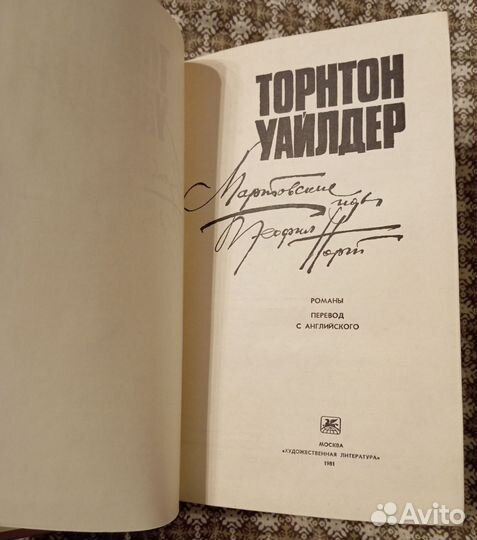 ТОРНТОН
УАЙЛДЕР
Мартовские иды
Теофил Норт
РОМАНЫ
ПЕРЕВОД
С АНГЛИЙСКОГО
МОСКВА
«ХУДОЖЕСТВЕННАЯ ЛИТЕРАТУРА»
1981
Avito